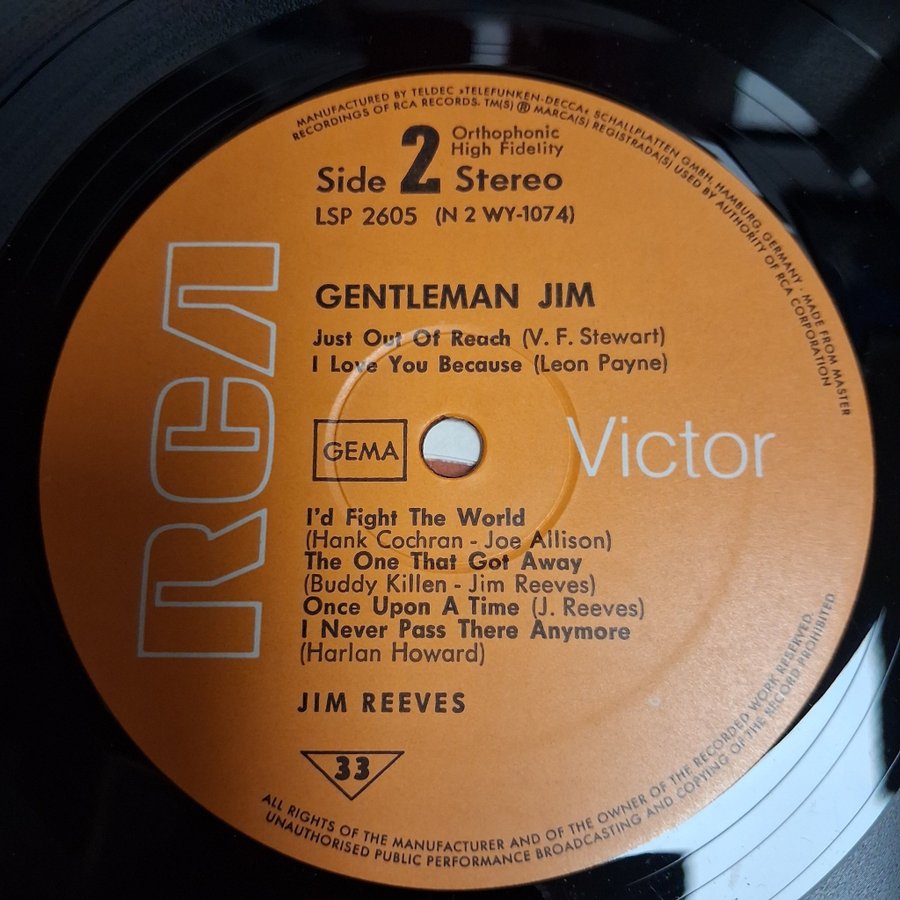 MANUFACTURED BY TELDEC »TELEFUNKEN-DECCA« SCHALLPLATTEN GMBH, HAMBURG, GERMANY · MADE FROM MASTER
RECORDINGS OF RCA RECORDS. TM(S) ® MARCA(S) REGISTRADA(S) USED BY AUTHORITY OF RCA CORPORATION
Side 2 Orthophonic
High Fidelity
Stereo
LSP 2605 (N 2 WY-1074)
RCA
GENTLEMAN JIM
Just Out Of Reach (V. F. Stewart)
I Love You Because (Leon Payne)
GEMA
Victor
I'd Fight The World
(Hank Cochran - Joe Allison)
The One That Got Away
(Buddy Killen - Jim Reeves)
Once Upon A Time (J. Reeves)
I Never Pass There Anymore
(Harlan Howard)
JIM REEVES
33
ALL RIGHTS OF THE MANUFACTURER AND OF THE OWNER OF THE RECORDED WORK RESERVED
UNAUTHORISED PUBLIC PERFORMANCE BROADCASTING AND COPYING OF THE RECORD PROHIBITED